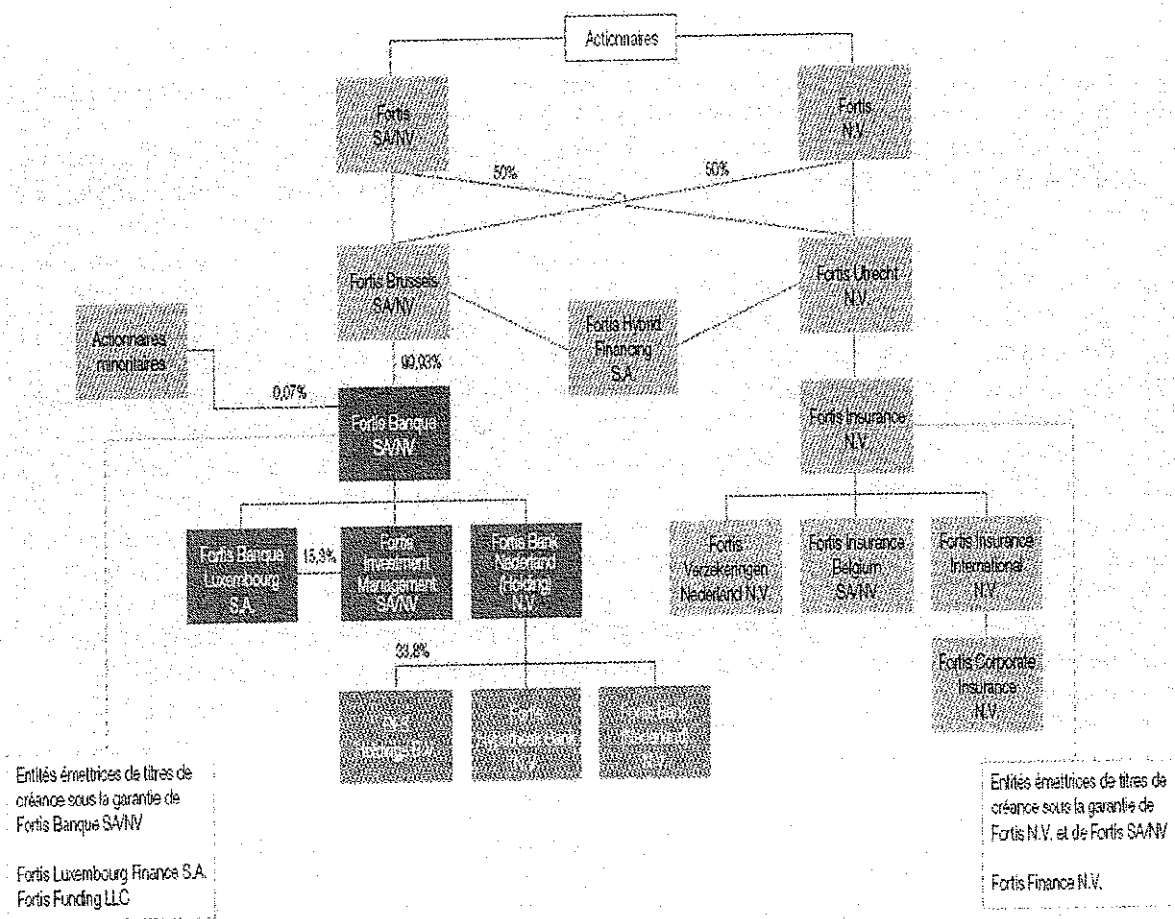 Actionnaires
Fortis
SA/NV
Fortis
N.V.
50%
50%
Fortis Brussels
SA/NV
Fortis Utrecht
N.V.
Fortis Hybrid
Financing
S.A.
Actionnaires
minoritaires
99,93%
0,07%
Fortis Banque
SA/NV
Fortis Insurance
N.V.
Fortis Banque
Luxembourg
S.A.
Fortis
Investment
Management
SA/NV
Fortis Bank
Nederland
(Holding)
N.V.
Fortis
Verzekeringen
Nederland N.V.
Fortis Insurance
Belgium
SA/NV
Fortis Insurance
International
N.V.
33,8%
Fortis Corporate
Insurance
N.V.
Holdings B.V.
Fortis
Bank
N.V.
Bank
N.V.
Entités émettrices de titres de
créance sous la garantie de
Fortis Banque SA/NV
Fortis Luxembourg Finance S.A.
Fortis Funding LLC
Entités émettrices de titres de
créance sous la garantie de
Fortis N.V. et de Fortis SA/NV
Fortis Finance N.V.